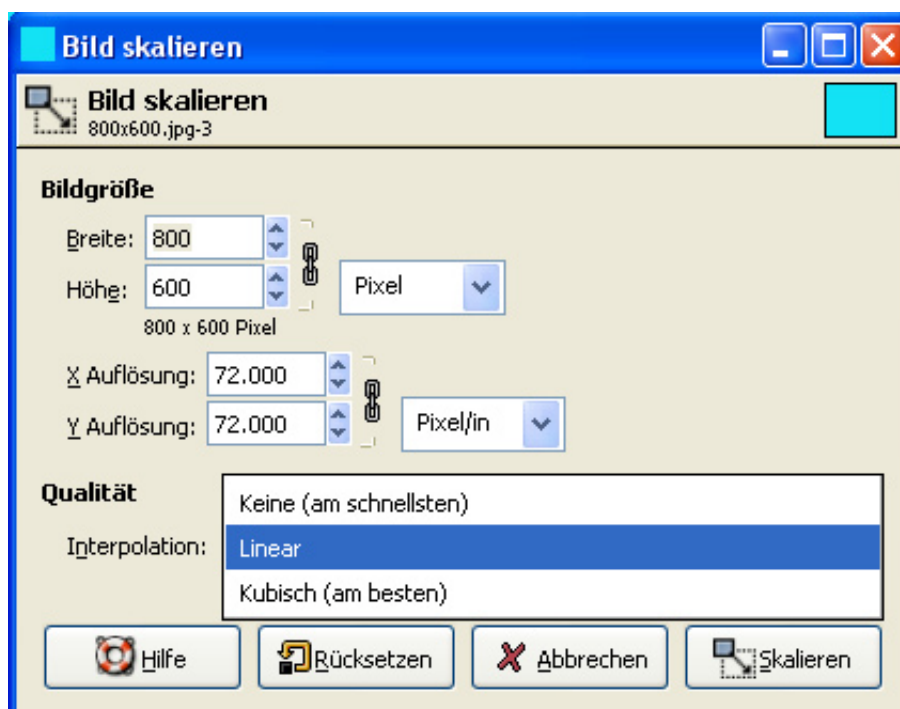 Bild skalieren
Bild skalieren
800x600.jpg-3
Bildgröße
Breite: 800
Höhe: 600 Pixel
800 x 600 Pixel
X Auflösung: 72.000
Y Auflösung: 72.000 Pixel/in
Qualität
Keine (am schnellsten)
Interpolation: Linear
Kubisch (am besten)
Hilfe Rücksetzen Abbrechen Skalieren